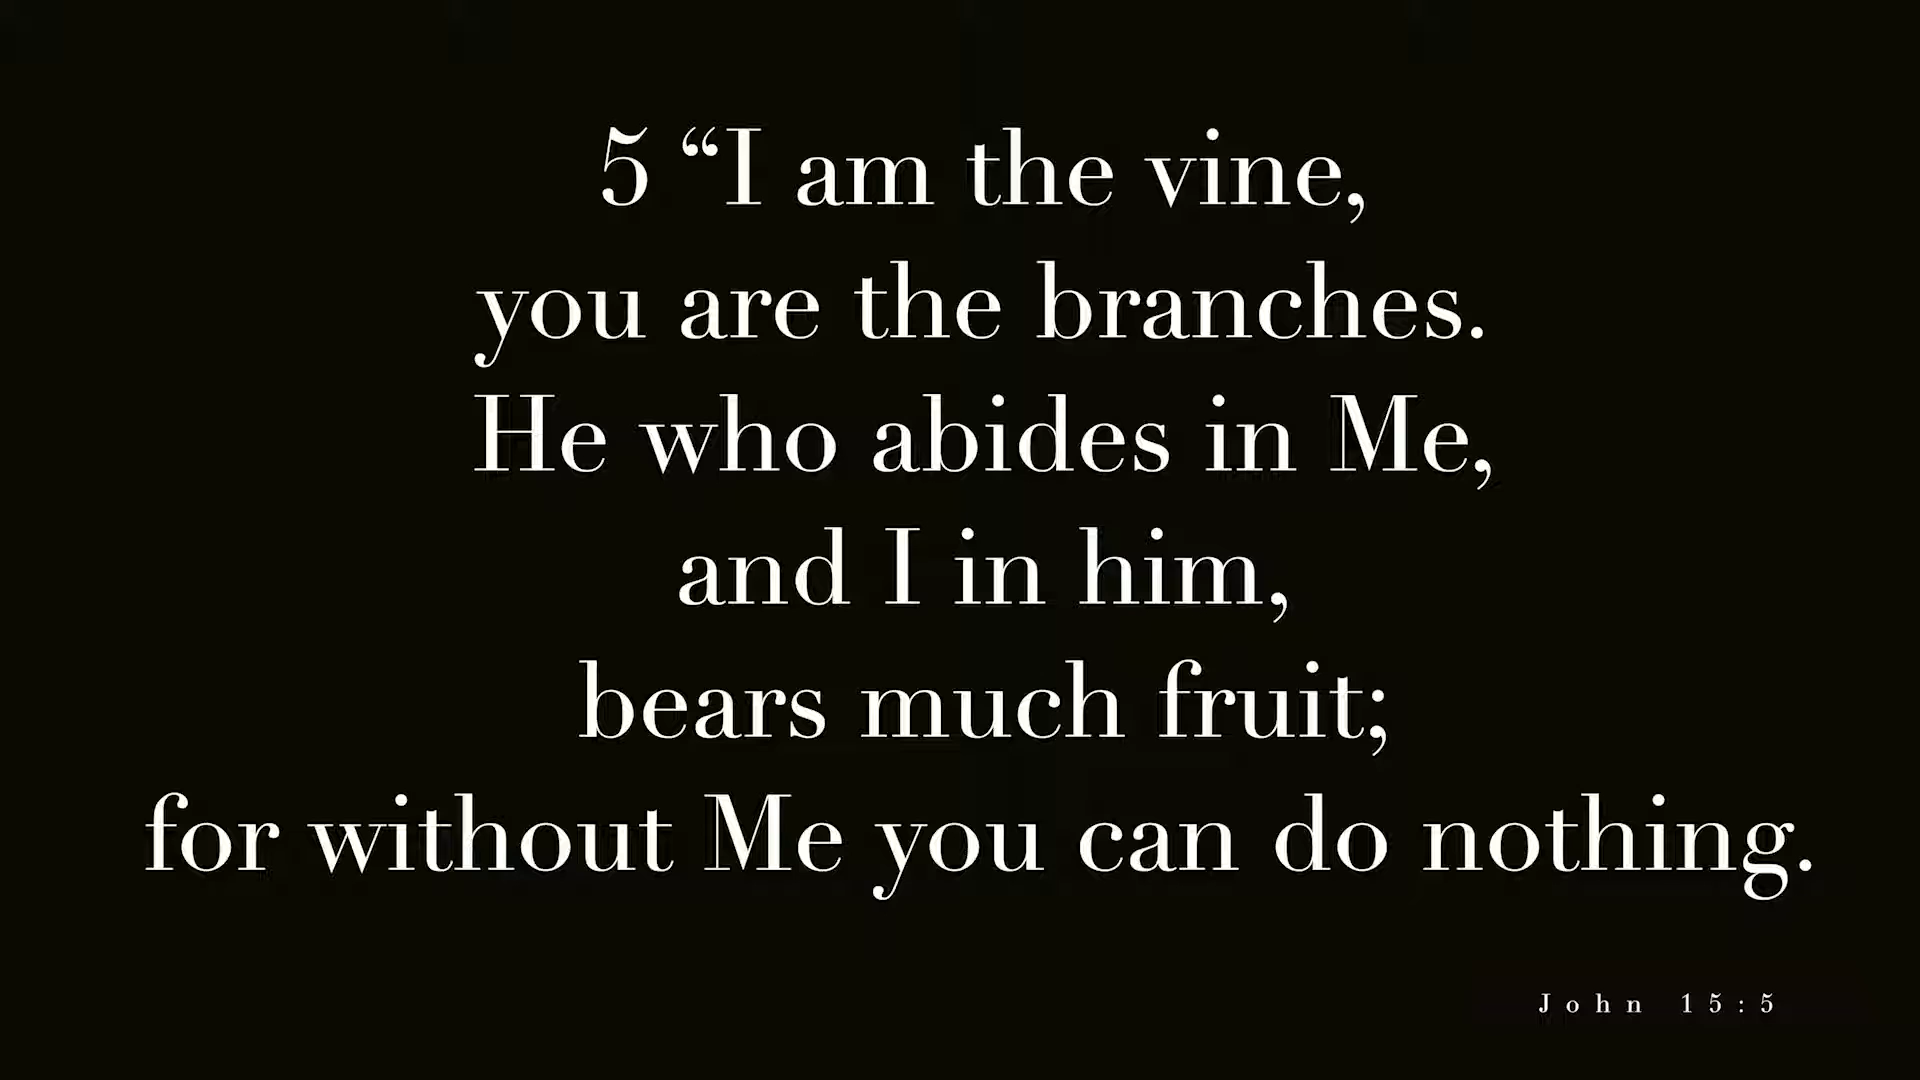 5 “I am the vine,
you are the branches.
He who abides in Me,
and I in him,
bears much fruit;
for without Me you can do nothing.
John 15:5